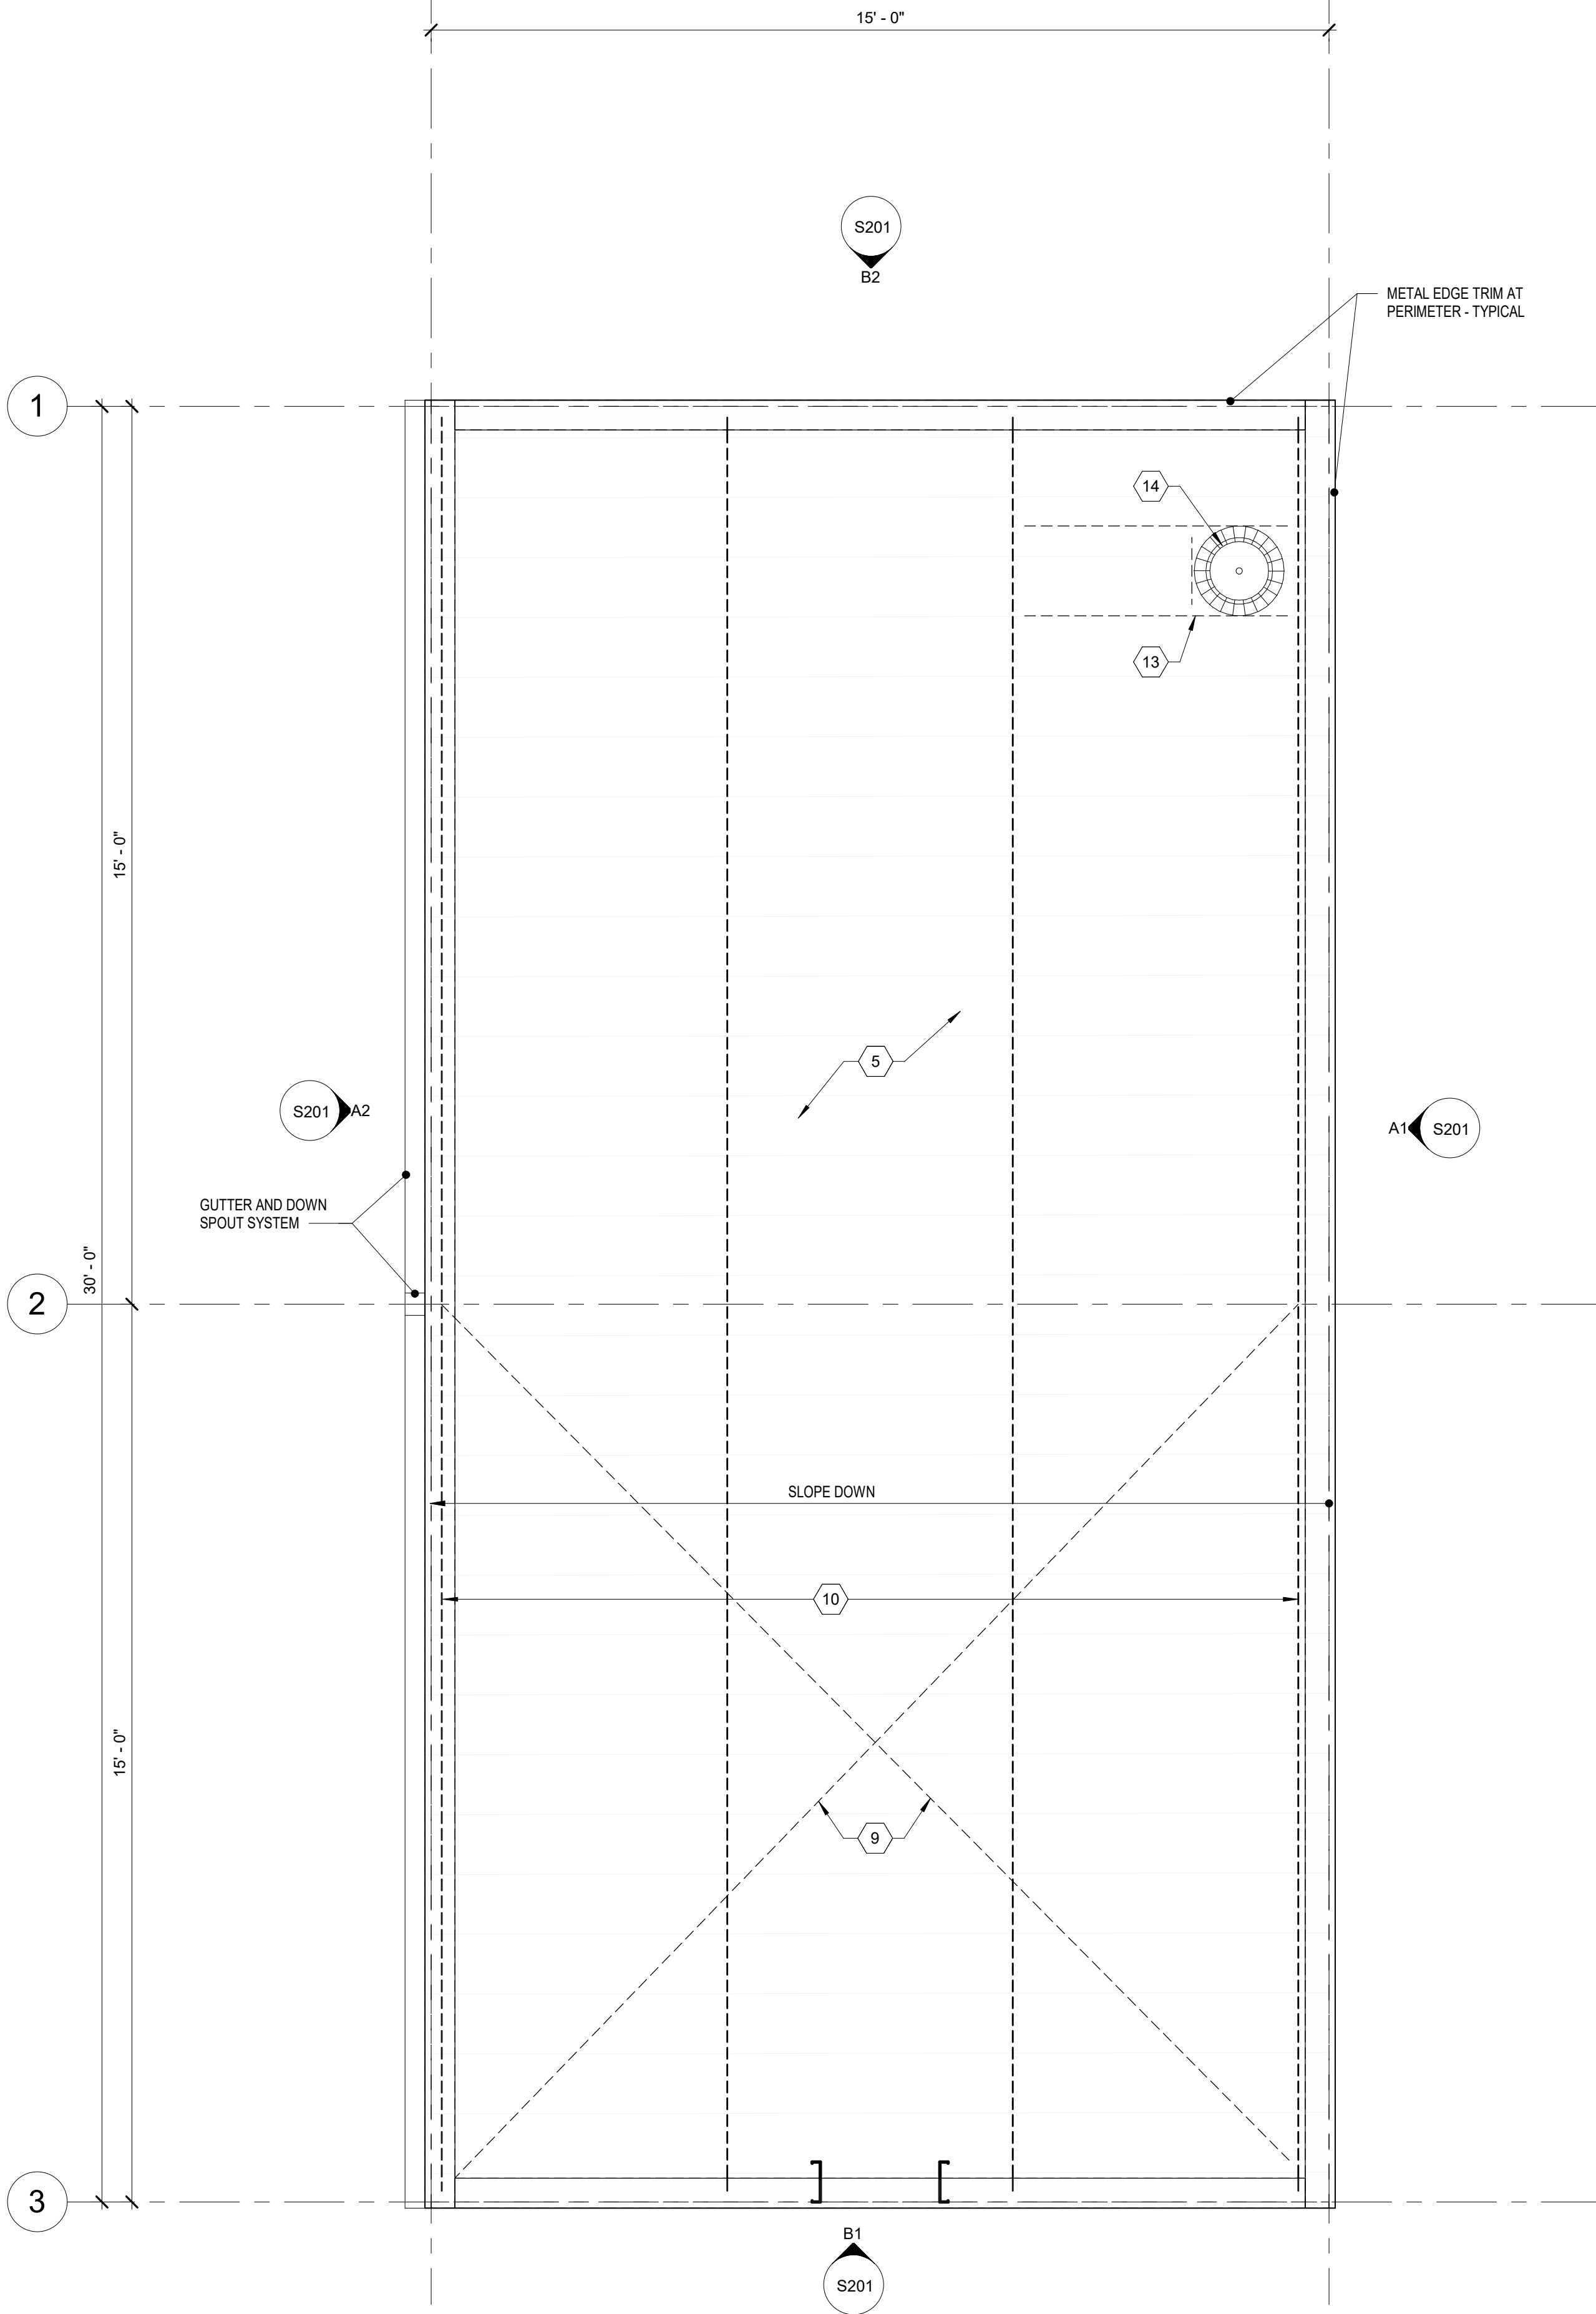 15' - 0"
S201
B2
METAL EDGE TRIM AT
PERIMETER - TYPICAL
1
14
13
15' - 0"
5
S201
A2
A1
S201
GUTTER AND DOWN
SPOUT SYSTEM
30' - 0"
2
SLOPE DOWN
10
15' - 0"
9
3
B1
S201